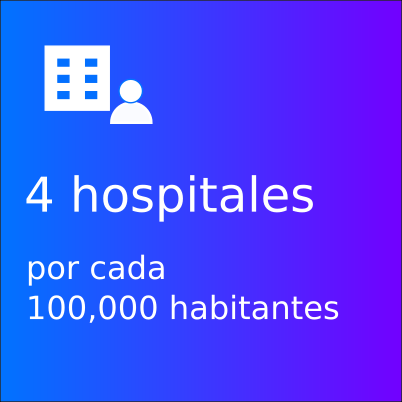 4 hospitales
por cada
100,000 habitantes